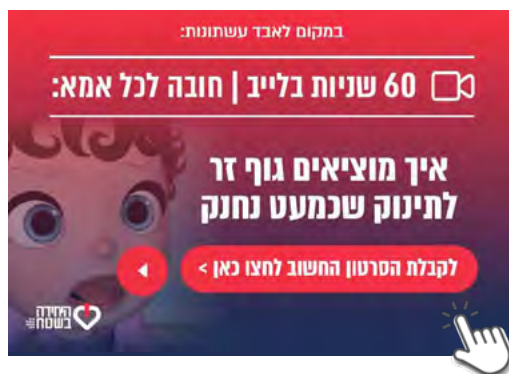 במקום לאבד עשתונות:
60 שניות בלייב | חובה לכל אמא:
איך מוציאים גוף זר
לתינוק שכמעט נחנק
לקבלת הסרטון החשוב לחצו כאן >
היחידה
בשטח